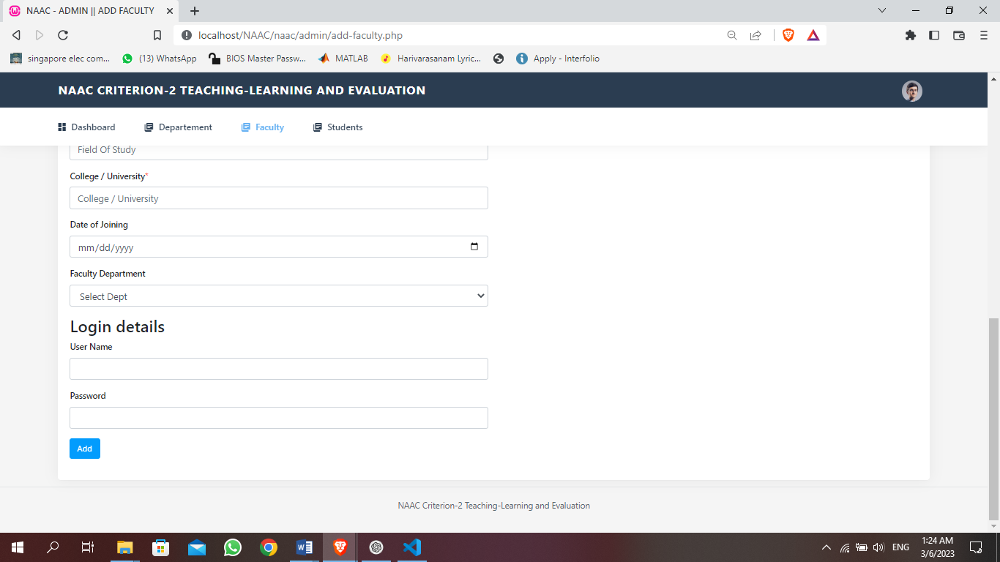 NAAC - ADMIN || ADD FACULTY
localhost/NAAC/naac/admin/add-faculty.php
singapore elec com... (13) WhatsApp BIOS Master Passw... MATLAB Harivarasanam Lyric... Apply - Interfolio
NAAC CRITERION-2 TEACHING-LEARNING AND EVALUATION
Dashboard Departement Faculty Students
Field Of Study
College / University*
College / University
Date of Joining
mm/dd/yyyy
Faculty Department
Select Dept
Login details
User Name
Password
Add
NAAC Criterion-2 Teaching-Learning and Evaluation
ENG
1:24 AM
3/6/2023